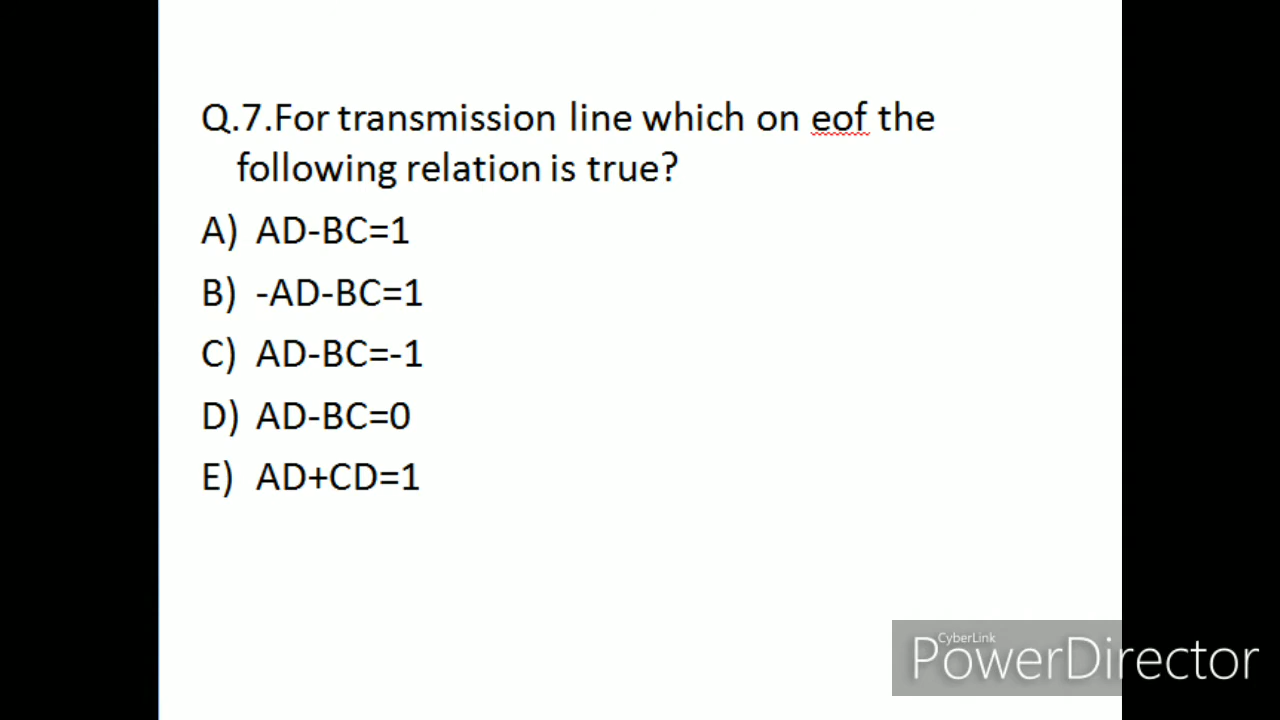 Q.7.For transmission line which on eof the
following relation is true?
A) AD-BC=1
B) -AD-BC=1
C) AD-BC=-1
D) AD-BC=0
E) AD+CD=1
CyberLink
PowerDirector